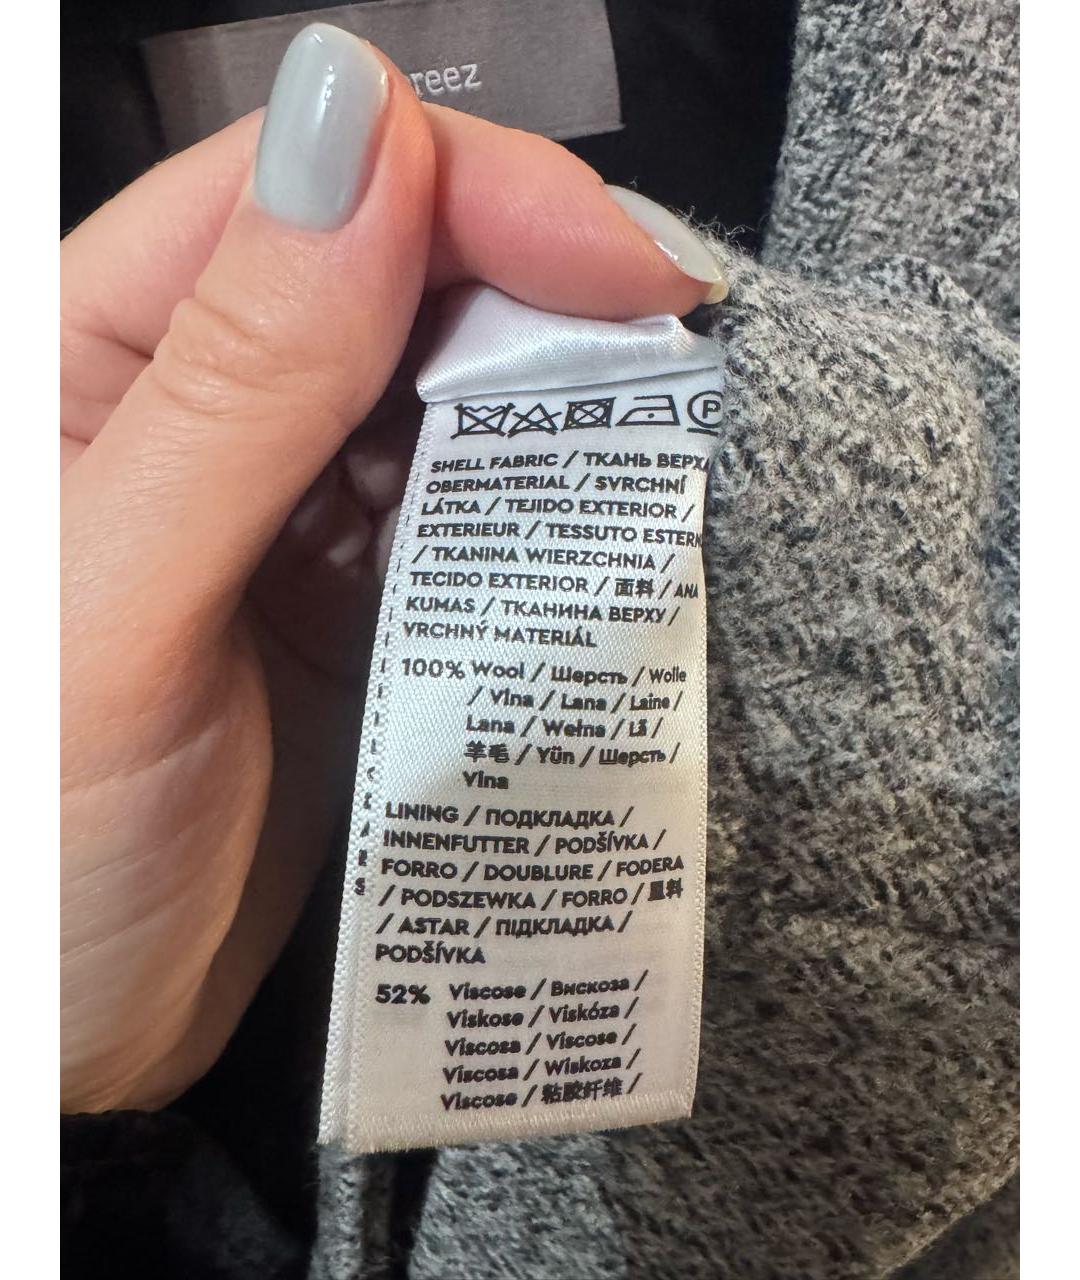 reez
P
SHELL FABRIC / ТКАНЬ ВЕРХА
OBERMATERIAL / SVRCHNÍ
LÁTKA / TEJIDO EXTERIOR /
EXTERIEUR / TESSUTO ESTERN
/ TKANINA WIERZCHNIA /
TECIDO EXTERIOR / 面料 / ANA
KUMAS / ТКАНИНА ВЕРХУ /
VRCHNÝ MATERIÁL
100% Wool / Шерсть / Wolle
/ Vlna / Lana / Laine /
Lana / Wełna / Lã /
羊毛 / Yün / Шерсть /
Vlna
LINING / ПОДКЛАДКА /
INNENFUTTER / PODŠÍVKA /
FORRO / DOUBLURE / FODERA
/ PODSZEWKA / FORRO / 里料
/ ASTAR / ПІДКЛАДКА /
PODŠÍVKA
52% Viscose / Вискоза /
Viskose / Viskóza /
Viscosa / Viscose /
Viscosa / Wiskoza /
Viscose / 粘胶纤维 /